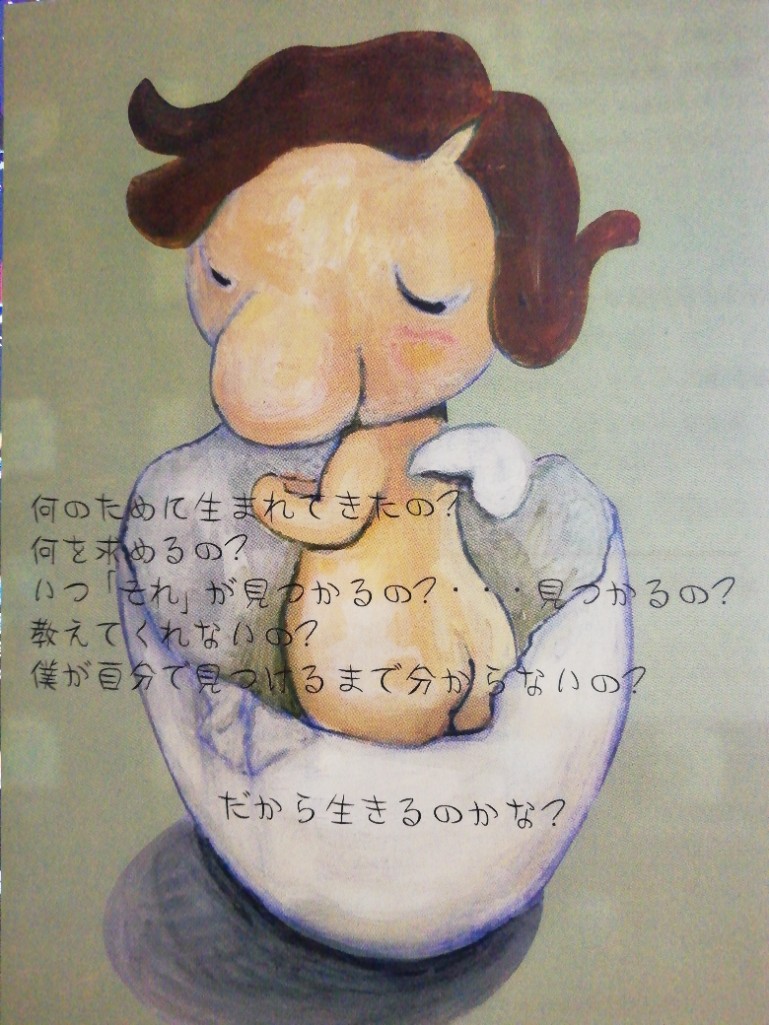 何のために生まれてきたの？
何を求めるの？
いつ「それ」が見つかるの？・・・見つかるの？
教えてくれないの？
僕が自分で見つけるまで分からないの？
だから生きるのかな？